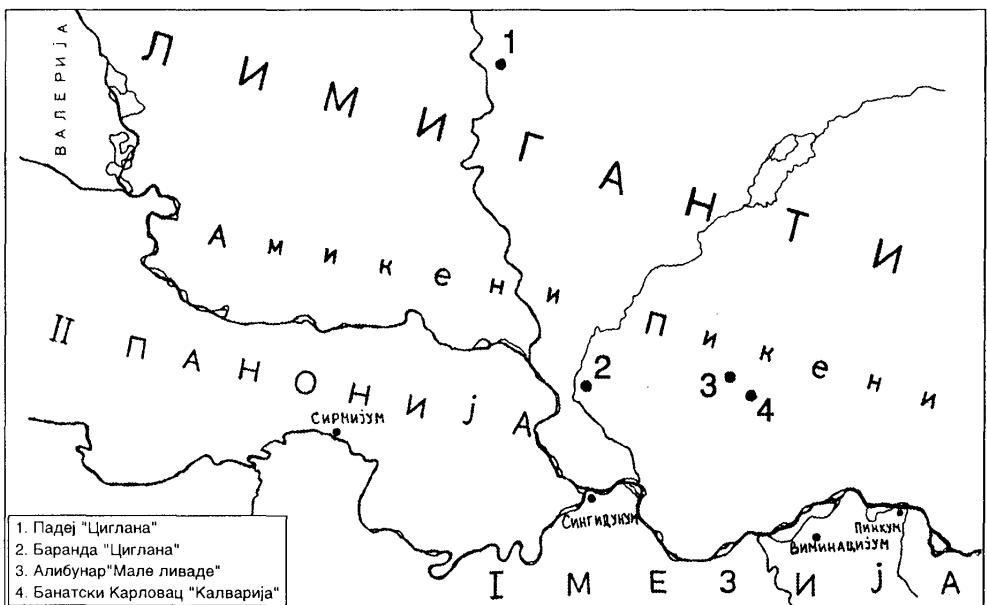 ВАЛЕРИЈА
ЛИМИГАНТИ
1
Амикени
Пикени
2
3
4
II ПАНОНИЈА
СИРМИЈУМ
СИНГИДУНУМ
ВИМИНАЦИЈУМ
ПИНКУМ
I МЕЗИЈА
1. Падеј "Циглана"
2. Баранда "Циглана"
3. Алибунар"Мале ливаде"
4. Банатски Карловац "Калварија"